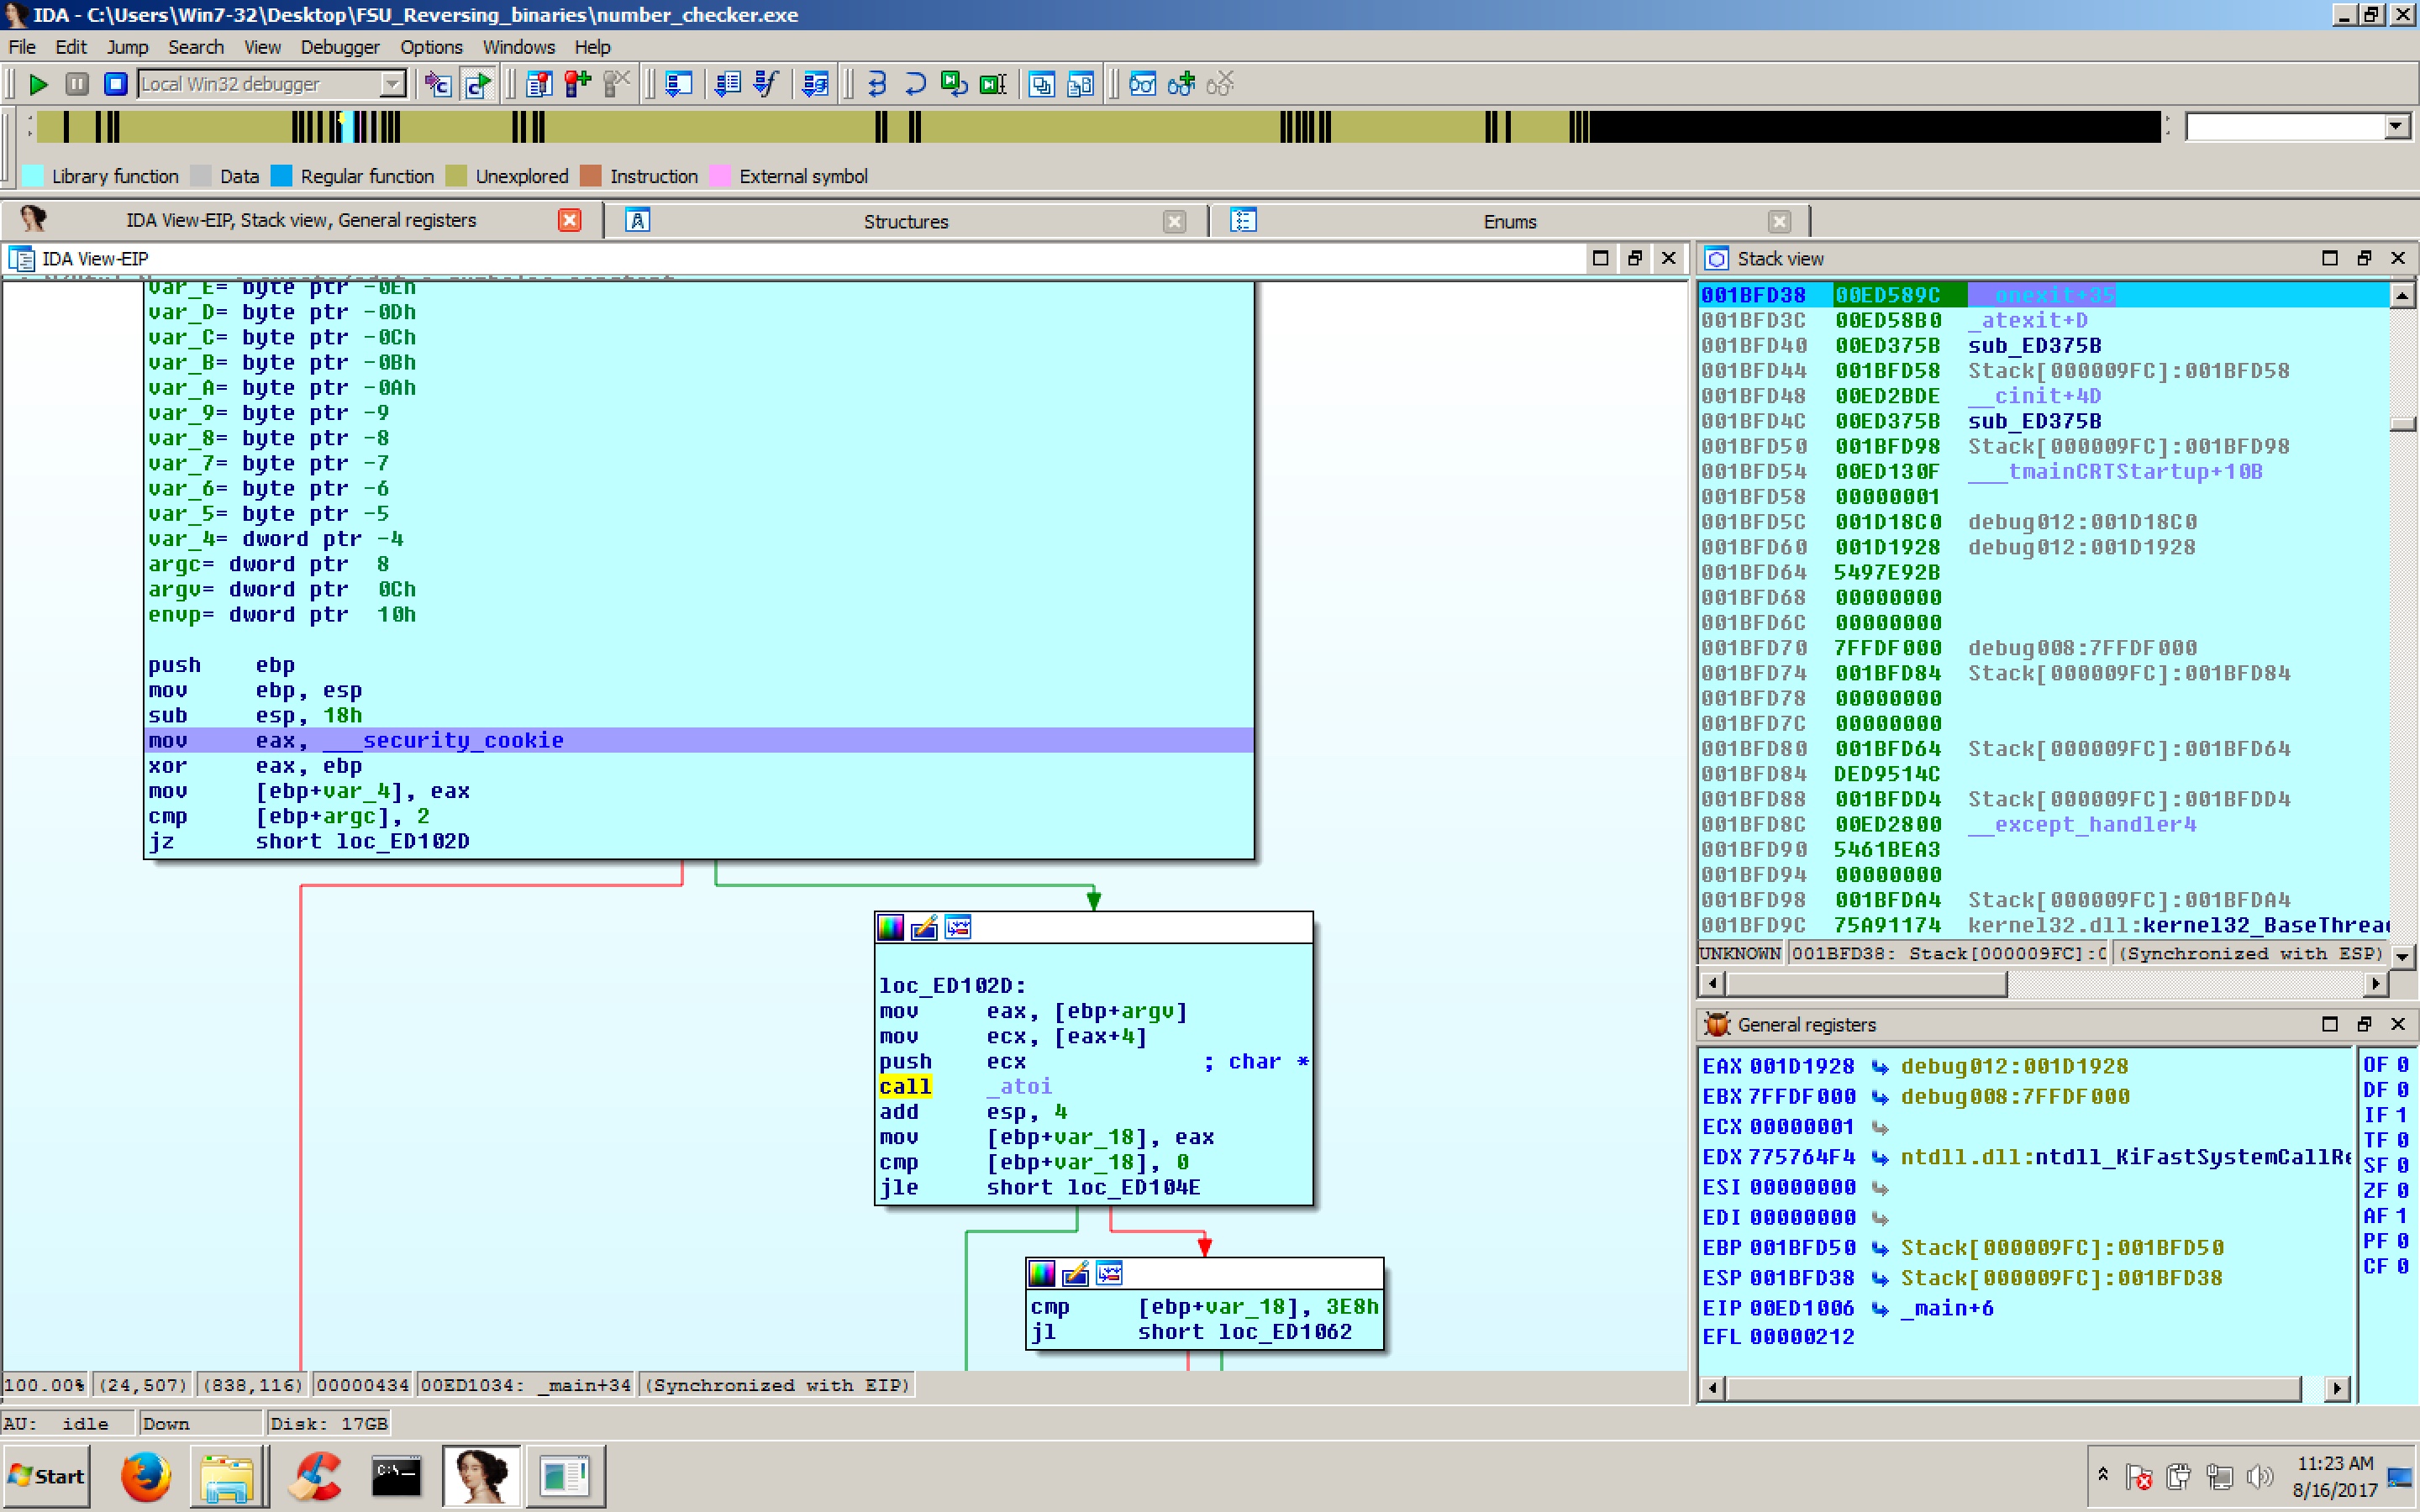 IDA - C:\Users\Win7-32\Desktop\FSU_Reversing_binaries\number_checker.exe
File Edit Jump Search View Debugger Options Windows Help
Local Win32 debugger
Library function Data Regular function Unexplored Instruction External symbol
IDA View-EIP, Stack view, General registers Structures Enums
IDA View-EIP
var_E= byte ptr -0Eh
var_D= byte ptr -0Dh
var_C= byte ptr -0Ch
var_B= byte ptr -0Bh
var_A= byte ptr -0Ah
var_9= byte ptr -9
var_8= byte ptr -8
var_7= byte ptr -7
var_6= byte ptr -6
var_5= byte ptr -5
var_4= dword ptr -4
argc= dword ptr 8
argv= dword ptr 0Ch
envp= dword ptr 10h
push ebp
mov ebp, esp
sub esp, 18h
mov eax, ___security_cookie
xor eax, ebp
mov [ebp+var_4], eax
cmp [ebp+argc], 2
jz short loc_ED102D
loc_ED102D:
mov eax, [ebp+argv]
mov ecx, [eax+4]
push ecx ; char *
call _atoi
add esp, 4
mov [ebp+var_18], eax
cmp [ebp+var_18], 0
jle short loc_ED104E
cmp [ebp+var_18], 3E8h
jl short loc_ED1062
100.00% (24,507) (838,116) 00000434 00ED1034: _main+34 (Synchronized with EIP)
Stack view
001BFD38 00ED589C __onexit+35
001BFD3C 00ED58B0 _atexit+D
001BFD40 00ED375B sub_ED375B
001BFD44 001BFD58 Stack[000009FC]:001BFD58
001BFD48 00ED2BDE __cinit+4D
001BFD4C 00ED375B sub_ED375B
001BFD50 001BFD98 Stack[000009FC]:001BFD98
001BFD54 00ED130F ___tmainCRTStartup+10B
001BFD58 00000001
001BFD5C 001D18C0 debug012:001D18C0
001BFD60 001D1928 debug012:001D1928
001BFD64 5497E92B
001BFD68 00000000
001BFD6C 00000000
001BFD70 7FFDF000 debug008:7FFDF000
001BFD74 001BFD84 Stack[000009FC]:001BFD84
001BFD78 00000000
001BFD7C 00000000
001BFD80 001BFD64 Stack[000009FC]:001BFD64
001BFD84 DED9514C
001BFD88 001BFDD4 Stack[000009FC]:001BFDD4
001BFD8C 00ED2800 __except_handler4
001BFD90 5461BEA3
001BFD94 00000000
001BFD98 001BFDA4 Stack[000009FC]:001BFDA4
001BFD9C 75A91174 kernel32.dll:kernel32_BaseThrea
UNKNOWN 001BFD38: Stack[000009FC]:0 (Synchronized with ESP)
General registers
EAX 001D1928 debug012:001D1928
EBX 7FFDF000 debug008:7FFDF000
ECX 00000001
EDX 775764F4 ntdll.dll:ntdll_KiFastSystemCallRe
ESI 00000000
EDI 00000000
EBP 001BFD50 Stack[000009FC]:001BFD50
ESP 001BFD38 Stack[000009FC]:001BFD38
EIP 00ED1006 _main+6
EFL 00000212
OF 0
DF 0
IF 1
TF 0
SF 0
ZF 0
AF 1
PF 0
CF 0
AU: idle Down Disk: 17GB
Start
C:\
11:23 AM
8/16/2017